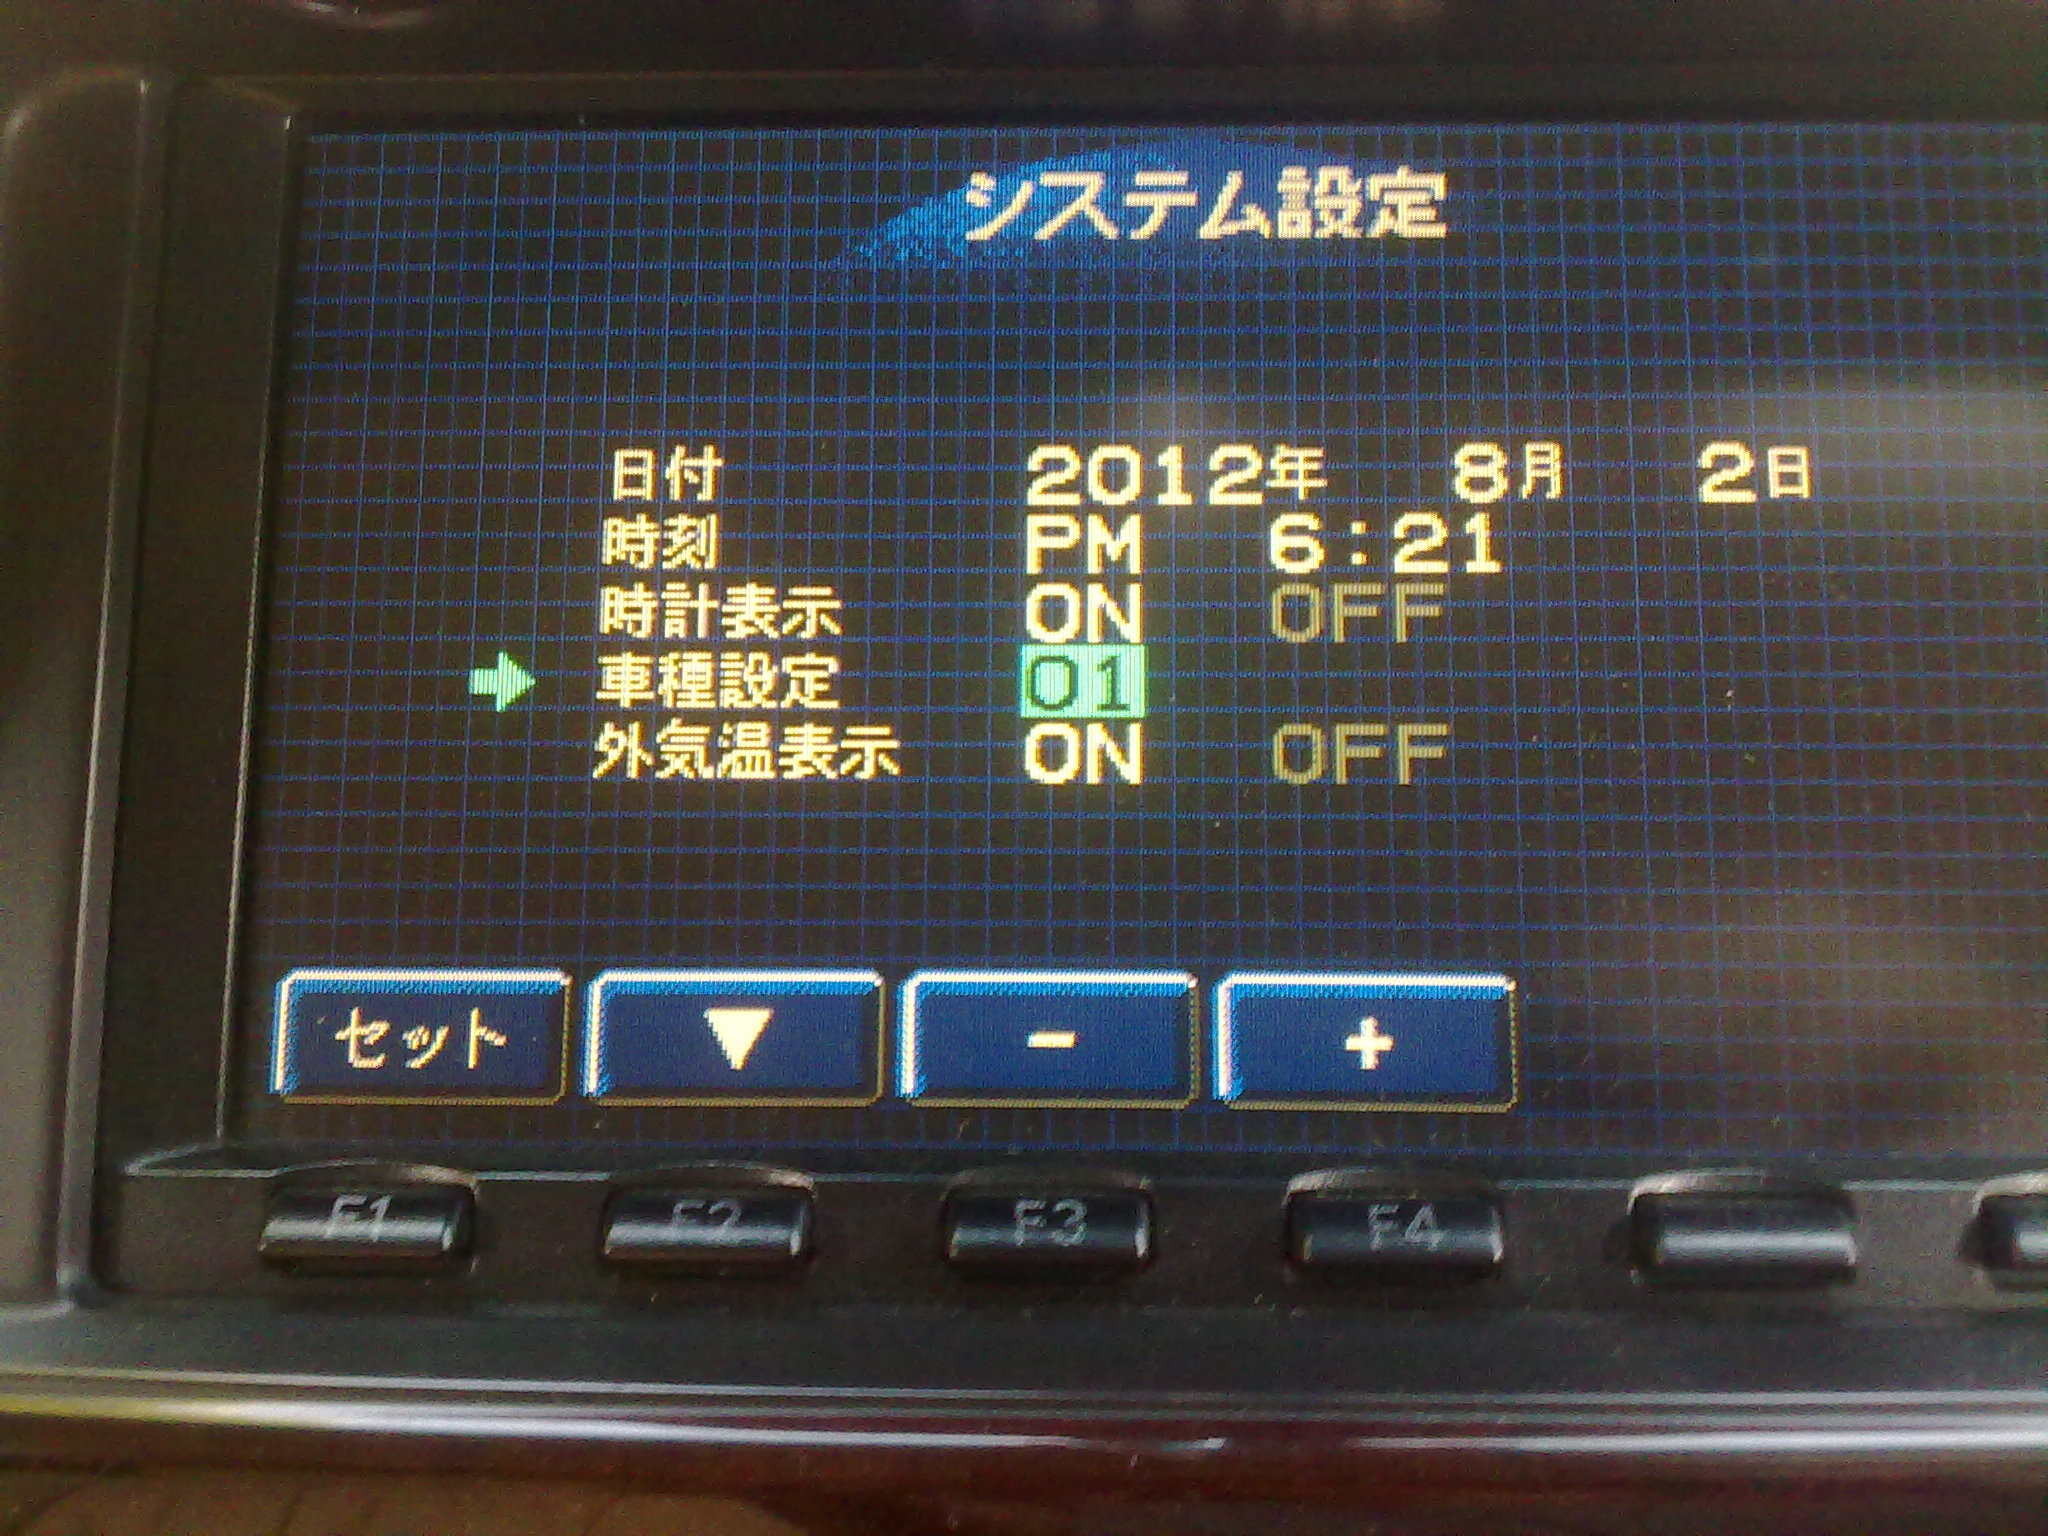 システム設定
日付 2012年 8月 2日
時刻 PM 6:21
時計表示 ON OFF
車種設定 01
外気温表示 ON OFF
セット ▼ - +
F1 F2 F3 F4